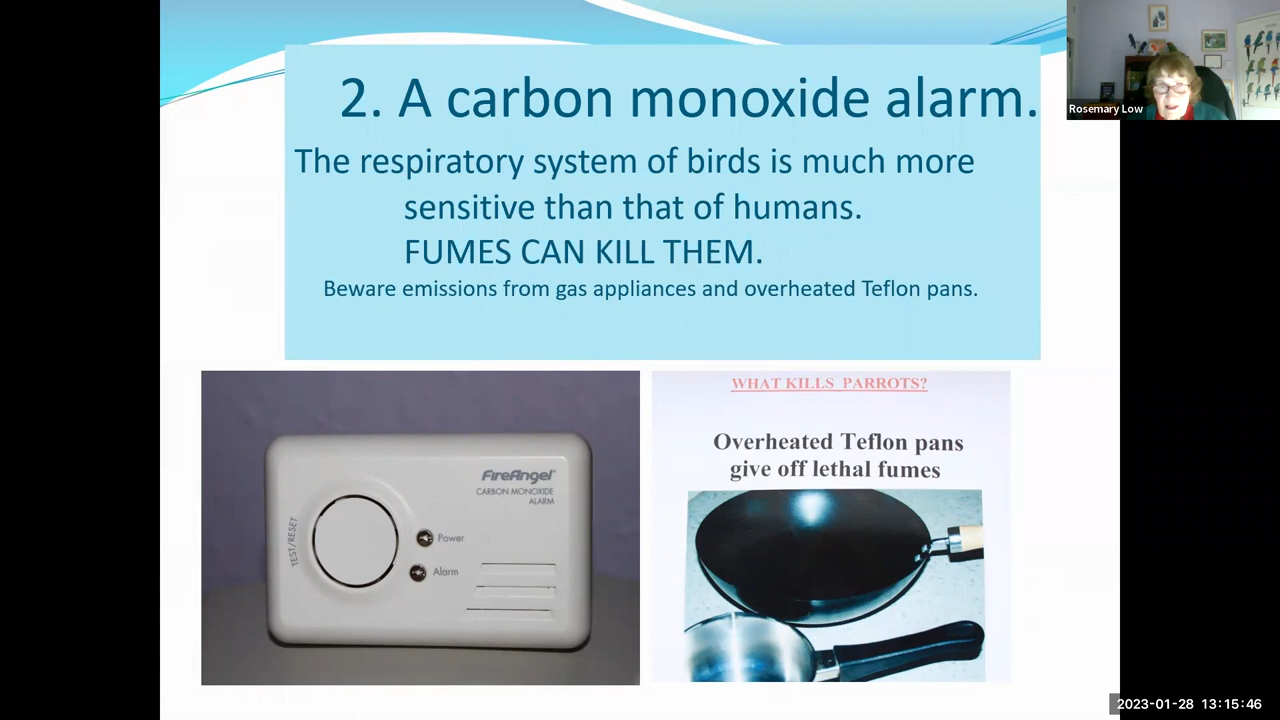 2. A carbon monoxide alarm.
The respiratory system of birds is much more
sensitive than that of humans.
FUMES CAN KILL THEM.
Beware emissions from gas appliances and overheated Teflon pans.
FireAngel
CARBON MONOXIDE
ALARM
TEST/RESET
Power
Alarm
WHAT KILLS PARROTS?
Overheated Teflon pans
give off lethal fumes
Rosemary Low
2023-01-28 13:15:46